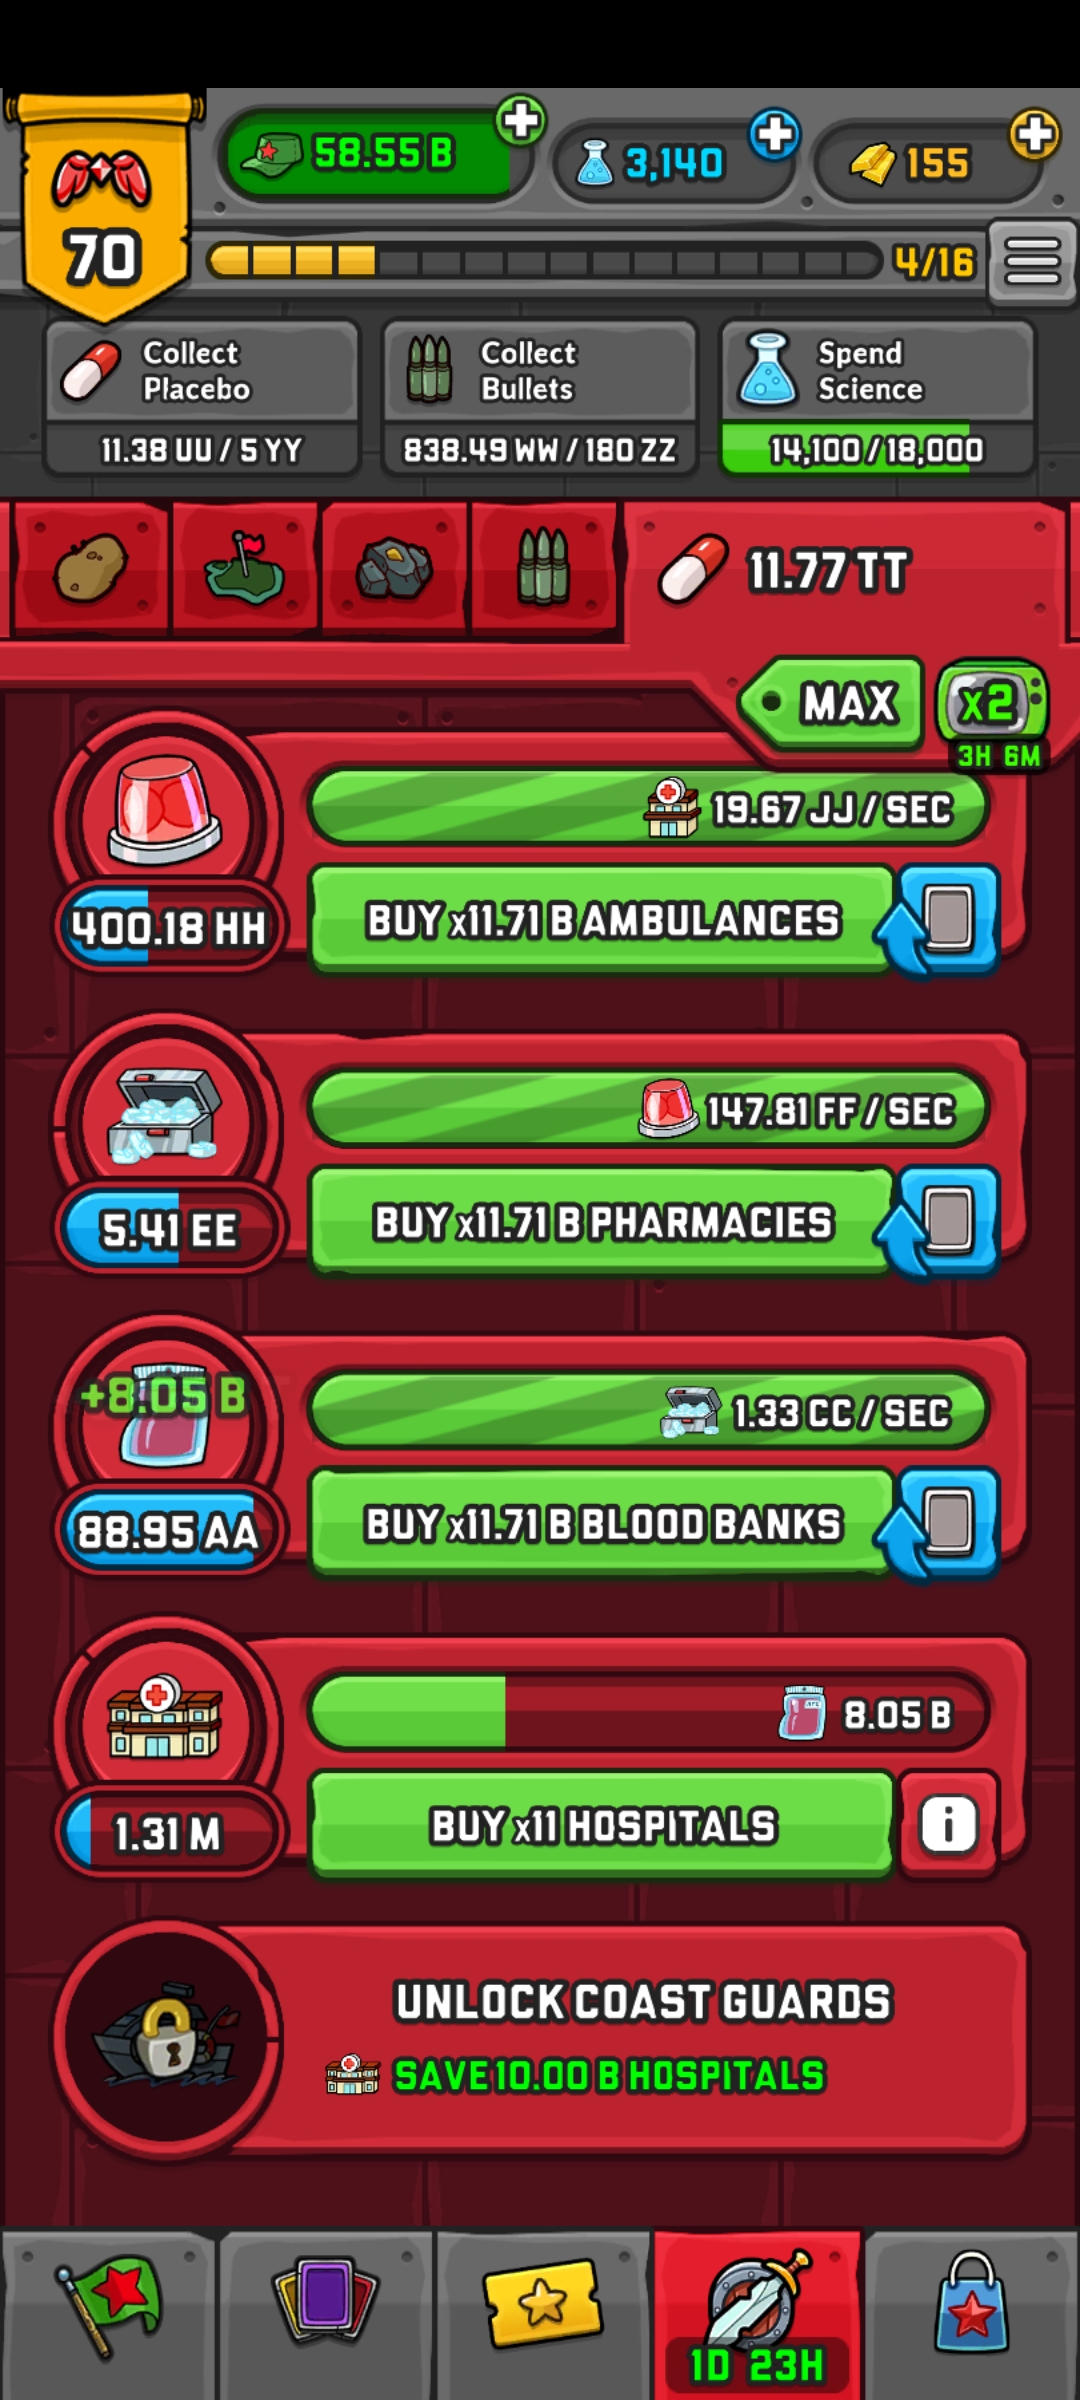 58.55 B
3,140
155
70
4/16
Collect
Placebo
11.38 UU / 5 YY
Collect
Bullets
838.49 WW / 180 ZZ
Spend
Science
14,100 / 18,000
11.77 TT
MAX
x2
3H 6M
19.67 JJ / SEC
400.18 HH
BUY x11.71 B AMBULANCES
147.81 FF / SEC
5.41 EE
BUY x11.71 B PHARMACIES
+8.05 B
1.33 CC / SEC
88.95 AA
BUY x11.71 B BLOOD BANKS
8.05 B
1.31 M
BUY x11 HOSPITALS
i
UNLOCK COAST GUARDS
SAVE 10.00 B HOSPITALS
1D 23H